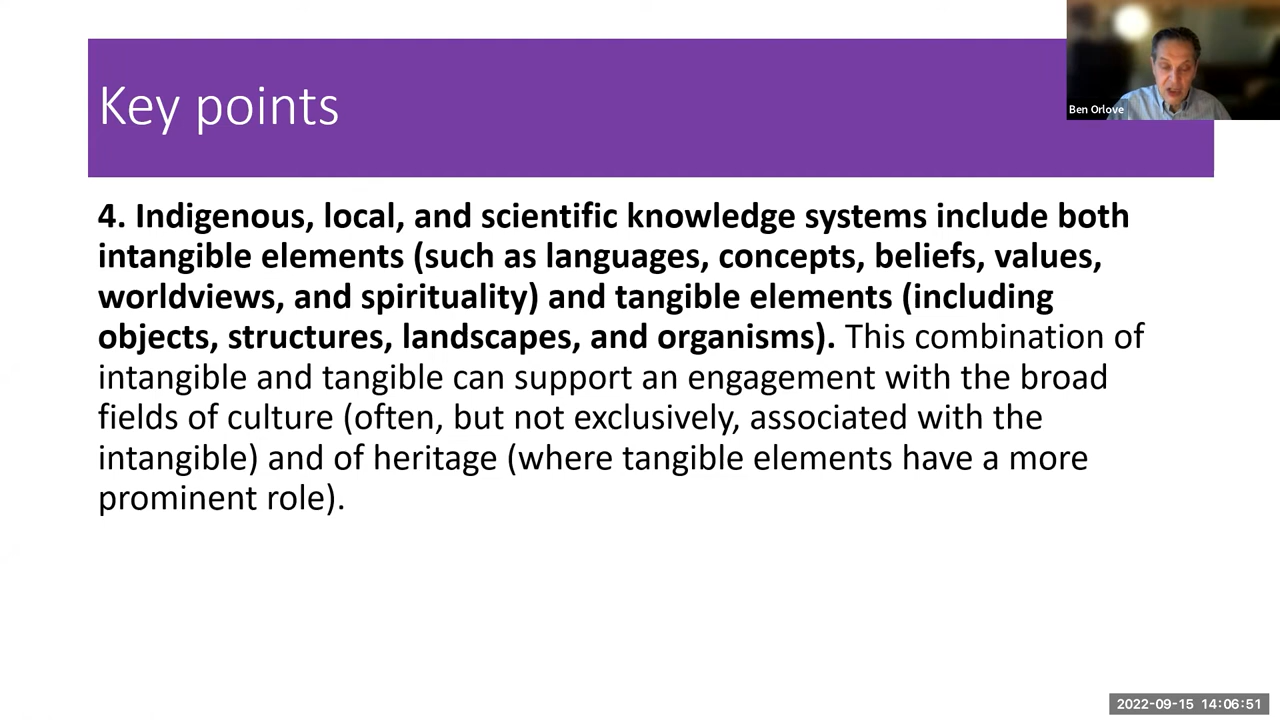 Key points
Ben Orlove
4. Indigenous, local, and scientific knowledge systems include both
intangible elements (such as languages, concepts, beliefs, values,
worldviews, and spirituality) and tangible elements (including
objects, structures, landscapes, and organisms). This combination of
intangible and tangible can support an engagement with the broad
fields of culture (often, but not exclusively, associated with the
intangible) and of heritage (where tangible elements have a more
prominent role).
2022-09-15 14:06:51